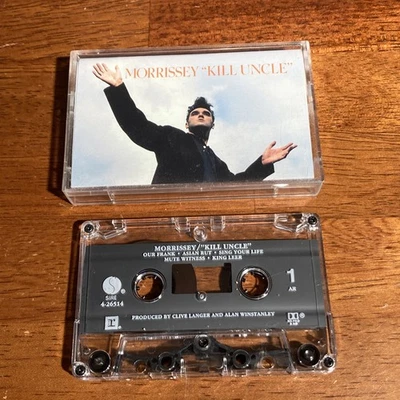 MORRISSEY "KILL UNCLE"
MORRISSEY/"KILL UNCLE"
OUR FRANK • ASIAN RUT • SING YOUR LIFE
MUTE WITNESS • KING LEER
SIRE
4-26514
1
AR
r
PRODUCED BY CLIVE LANGER AND ALAN WINSTANLEY